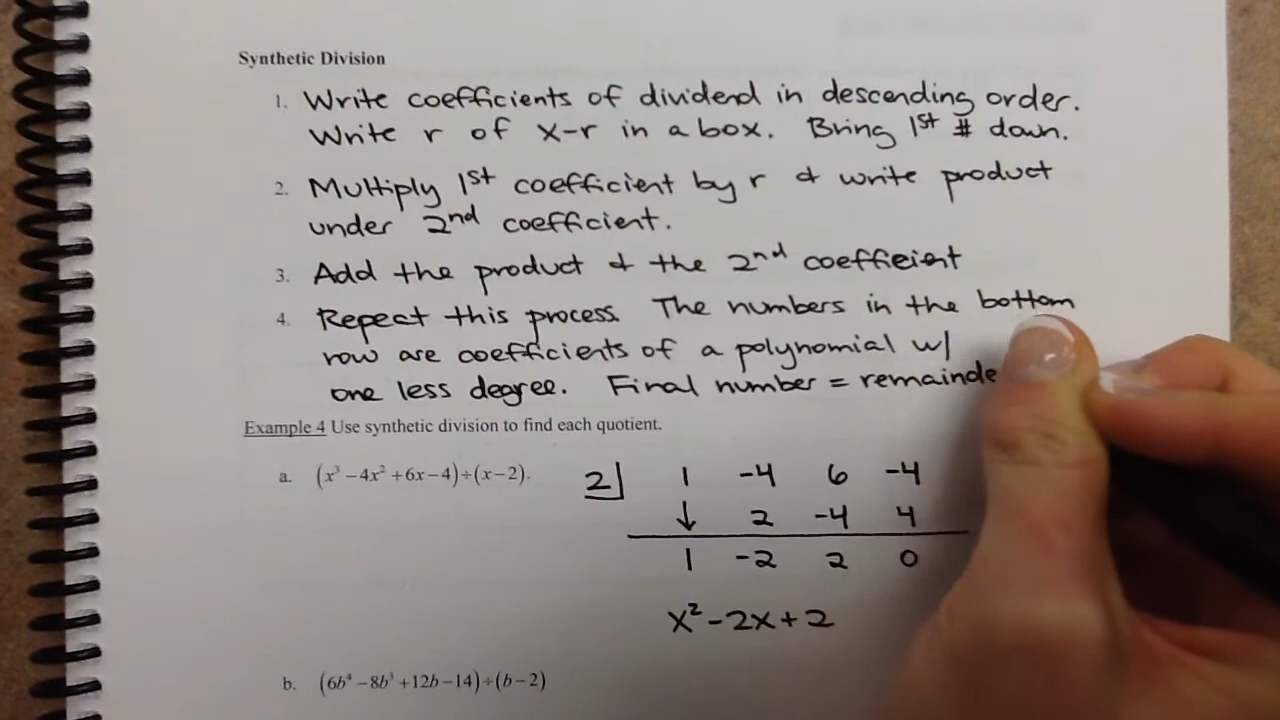 Synthetic Division
1. Write coefficients of dividend in descending order.
Write r of x-r in a box. Bring 1st # down.
2. Multiply 1st coefficient by r & write product
under 2nd coefficient.
3. Add the product & the 2nd coefficient
4. Repeat this process. The numbers in the bottom
row are coefficients of a polynomial w/
one less degree. Final number = remainde
Example 4 Use synthetic division to find each quotient.
a. (x³ − 4x² + 6x − 4) ÷ (x − 2). 2| 1 -4 6 -4
↓ 2 -4 4
1 -2 2 0
x² - 2x + 2
b. (6b⁴ − 8b³ + 12b − 14) ÷ (b − 2)